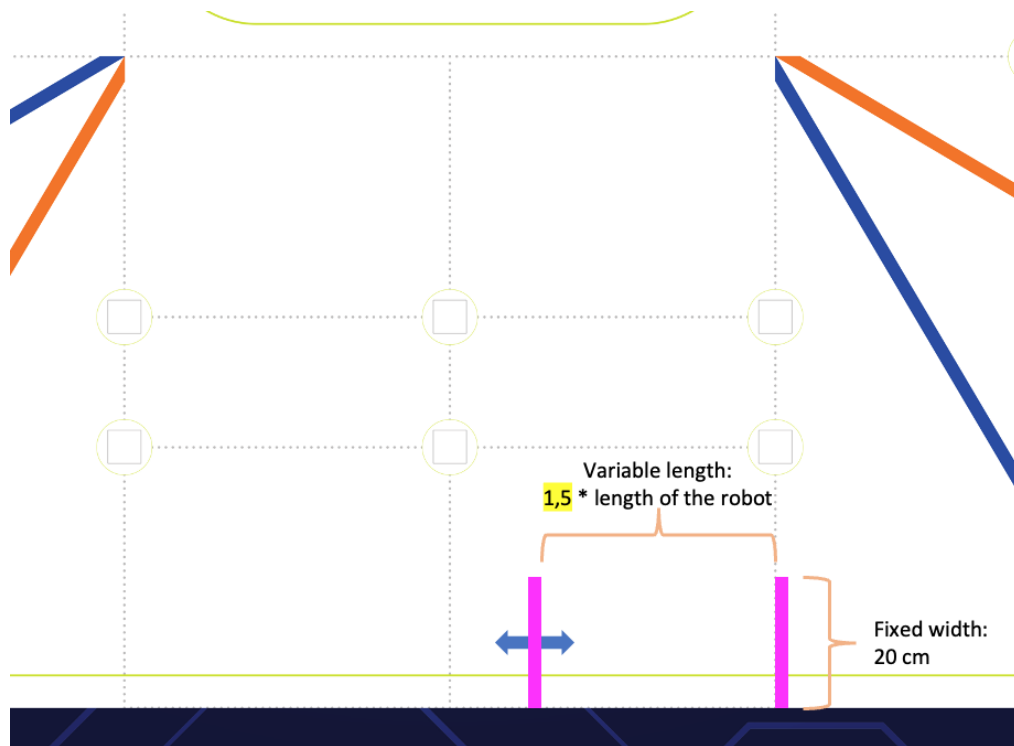 Variable length:
1,5 * length of the robot
Fixed width:
20 cm